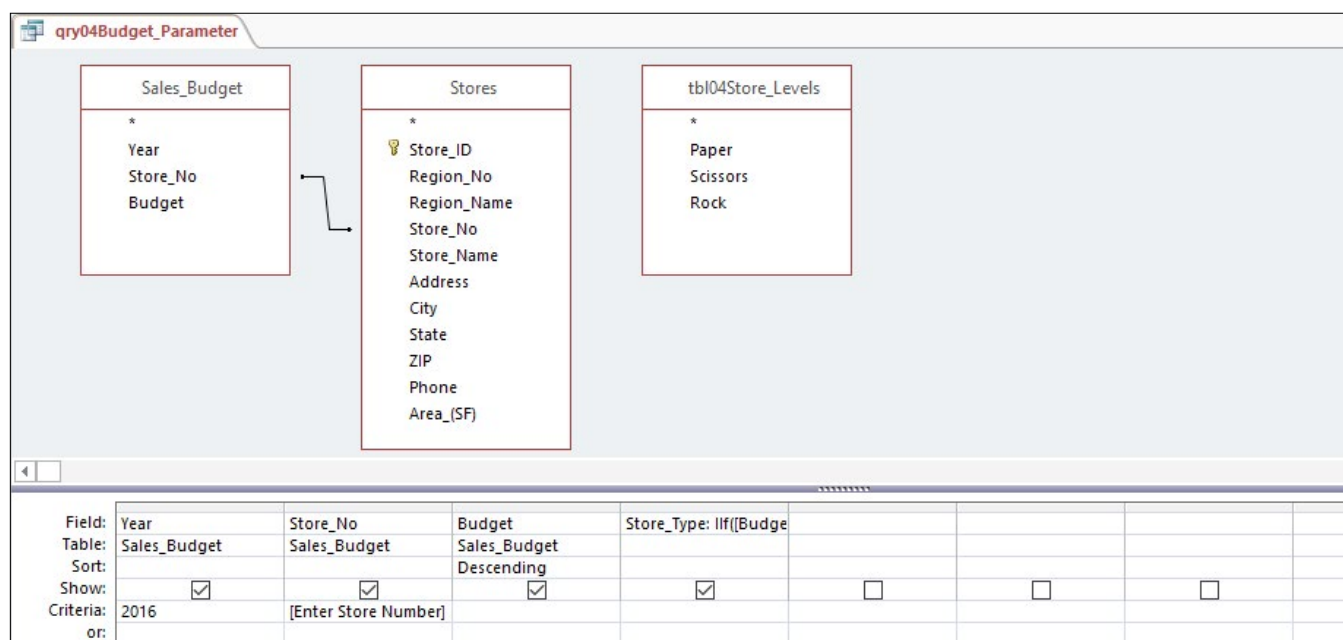 qry04Budget_Parameter
Sales_Budget
*
Year
Store_No
Budget
Stores
*
Store_ID
Region_No
Region_Name
Store_No
Store_Name
Address
City
State
ZIP
Phone
Area_(SF)
tbl04Store_Levels
*
Paper
Scissors
Rock
Field: Year Store_No Budget Store_Type: IIf([Budge
Table: Sales_Budget Sales_Budget Sales_Budget
Sort: Descending
Show:
Criteria: 2016 [Enter Store Number]
or: